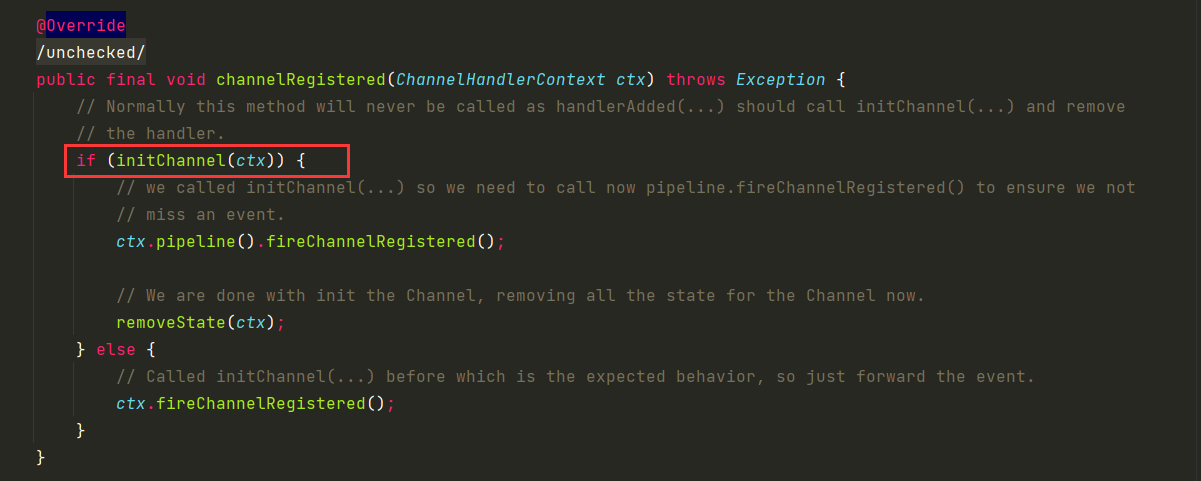 @Override
/unchecked/
public final void channelRegistered(ChannelHandlerContext ctx) throws Exception {
// Normally this method will never be called as handlerAdded(...) should call initChannel(...) and remove
// the handler.
if (initChannel(ctx)) {
// we called initChannel(...) so we need to call now pipeline.fireChannelRegistered() to ensure we not
// miss an event.
ctx.pipeline().fireChannelRegistered();
// We are done with init the Channel, removing all the state for the Channel now.
removeState(ctx);
} else {
// Called initChannel(...) before which is the expected behavior, so just forward the event.
ctx.fireChannelRegistered();
}
}